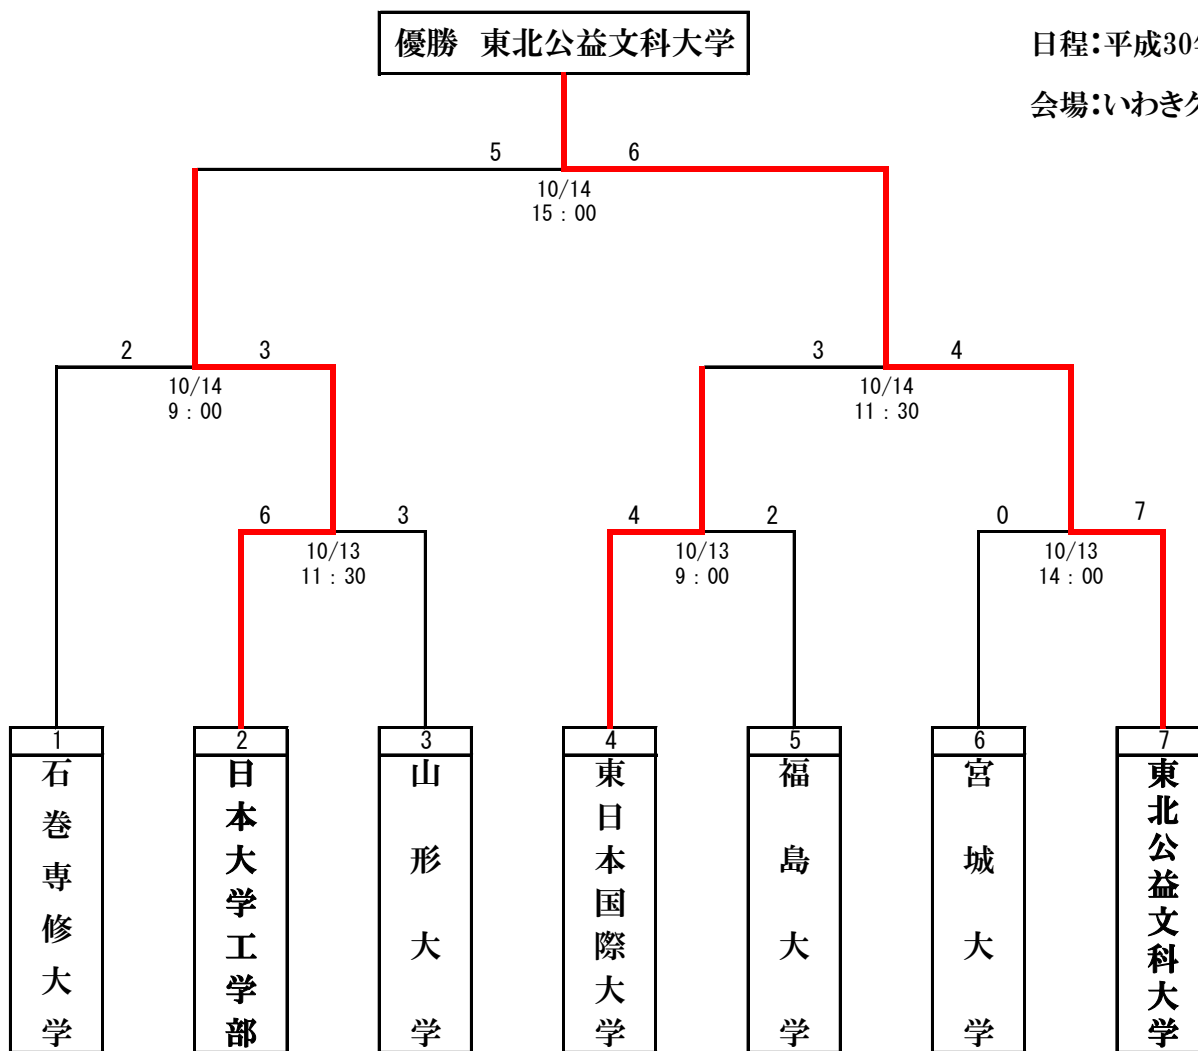 優勝 東北公益文科大学
日程：平成30
会場：いわき
5 6
10/14
15：00
2 3 3 4
10/14 10/14
9：00 11：30
6 3 4 2 0 7
10/13 10/13 10/13
11：30 9：00 14：00
1 2 3 4 5 6 7
石巻専修大学
日本大学工学部
山形大学
東日本国際大学
福島大学
宮城大学
東北公益文科大学